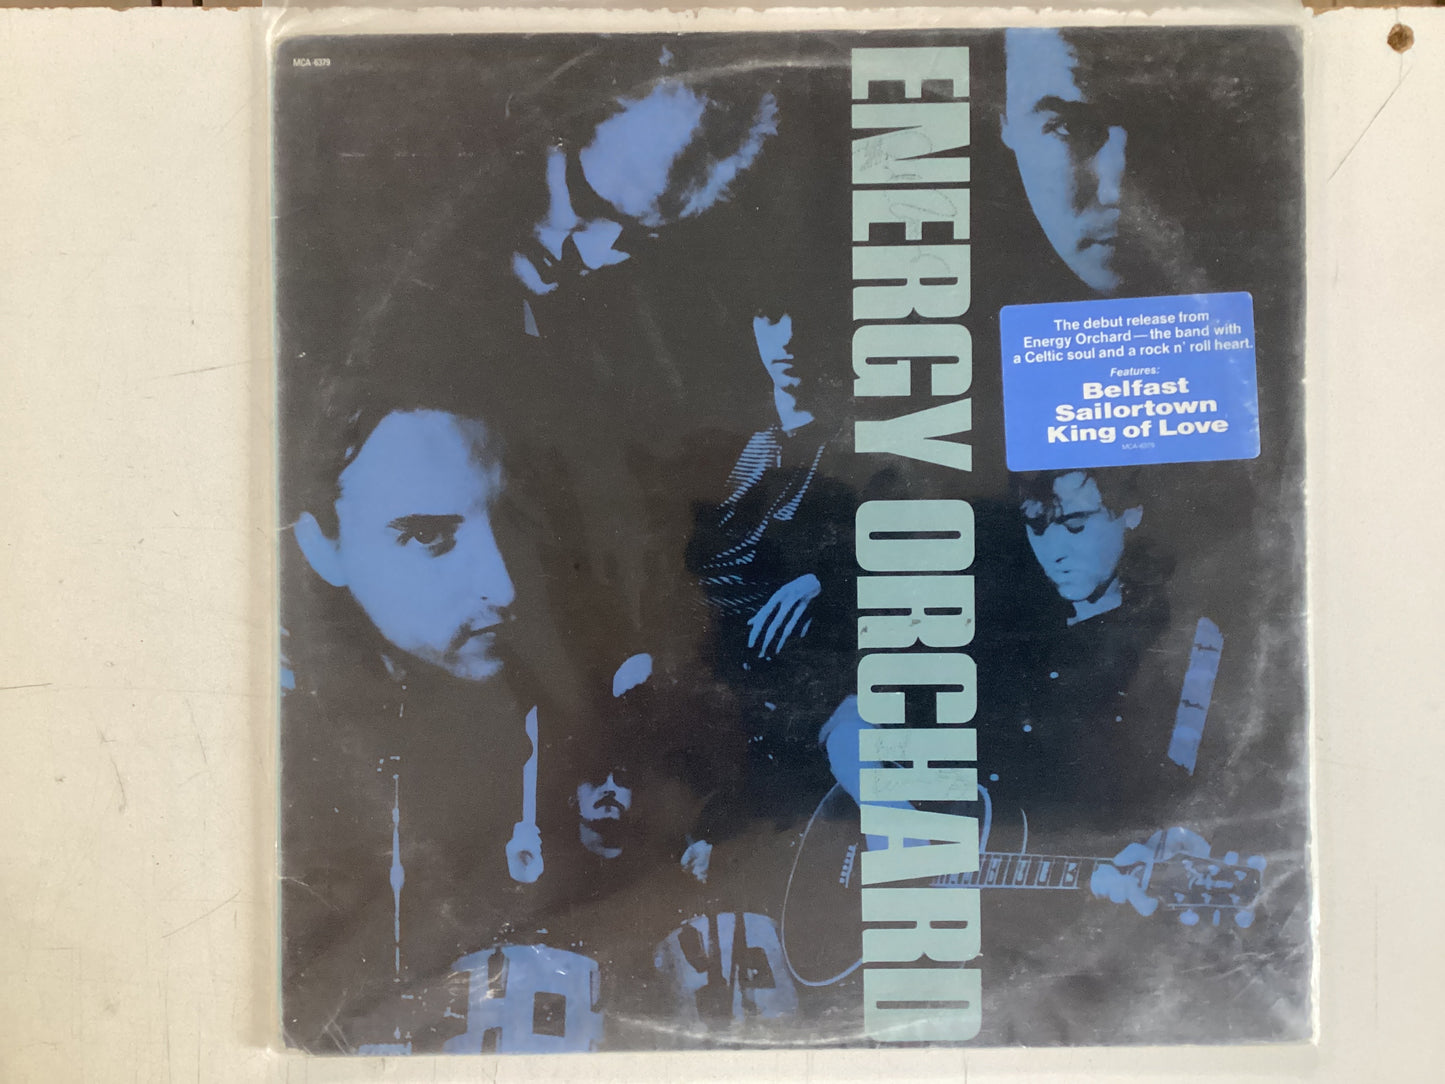 MCA-6379
ENERGY ORCHARD
The debut release from
Energy Orchard — the band with
a Celtic soul and a rock n' roll heart.
Features:
Belfast
Sailortown
King of Love
MCA-6379